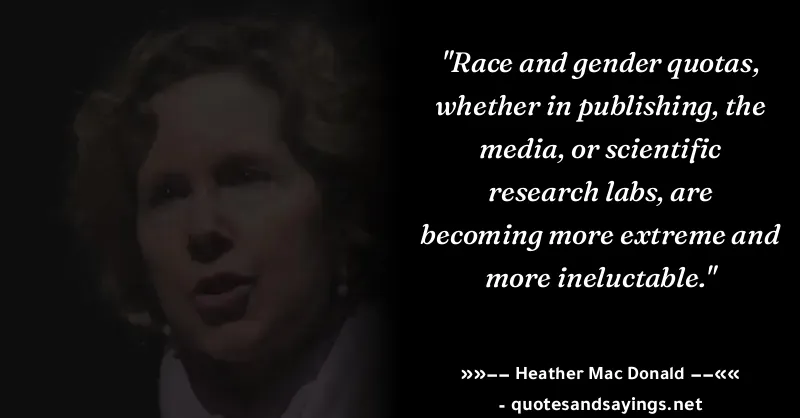 "Race and gender quotas,
whether in publishing, the
media, or scientific
research labs, are
becoming more extreme and
more ineluctable."
»»–– Heather Mac Donald ––««
- quotesandsayings.net